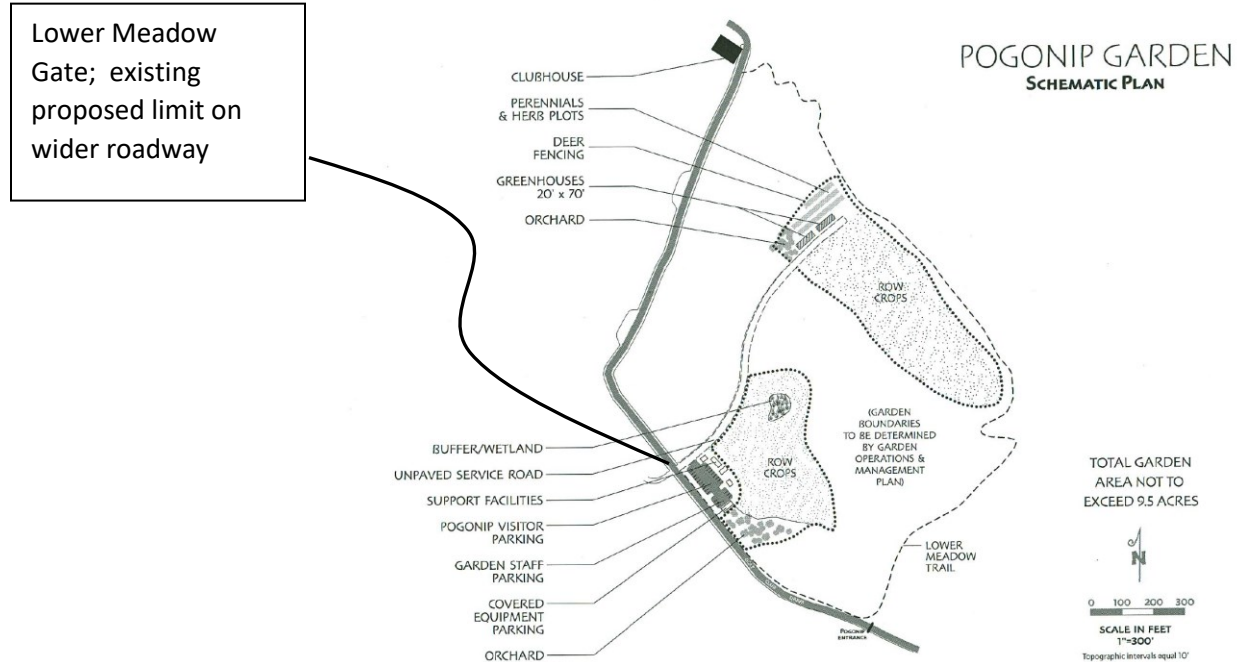 Lower Meadow
Gate; existing
proposed limit on
wider roadway
POGONIP GARDEN
SCHEMATIC PLAN
CLUBHOUSE
PERENNIALS
& HERB PLOTS
DEER
FENCING
GREENHOUSES
20' x 70'
ORCHARD
ROW
CROPS
BUFFER/WETLAND
UNPAVED SERVICE ROAD
SUPPORT FACILITIES
POGONIP VISITOR
PARKING
GARDEN STAFF
PARKING
COVERED
EQUIPMENT
PARKING
ORCHARD
ROW
CROPS
(GARDEN
BOUNDARIES
TO BE DETERMINED
BY GARDEN
OPERATIONS &
MANAGEMENT
PLAN)
LOWER
MEADOW
TRAIL
POGONIP
ENTRANCE
TOTAL GARDEN
AREA NOT TO
EXCEED 9.5 ACRES
N
0 100 200 300
SCALE IN FEET
1"=300'
Topographic intervals equal 10'